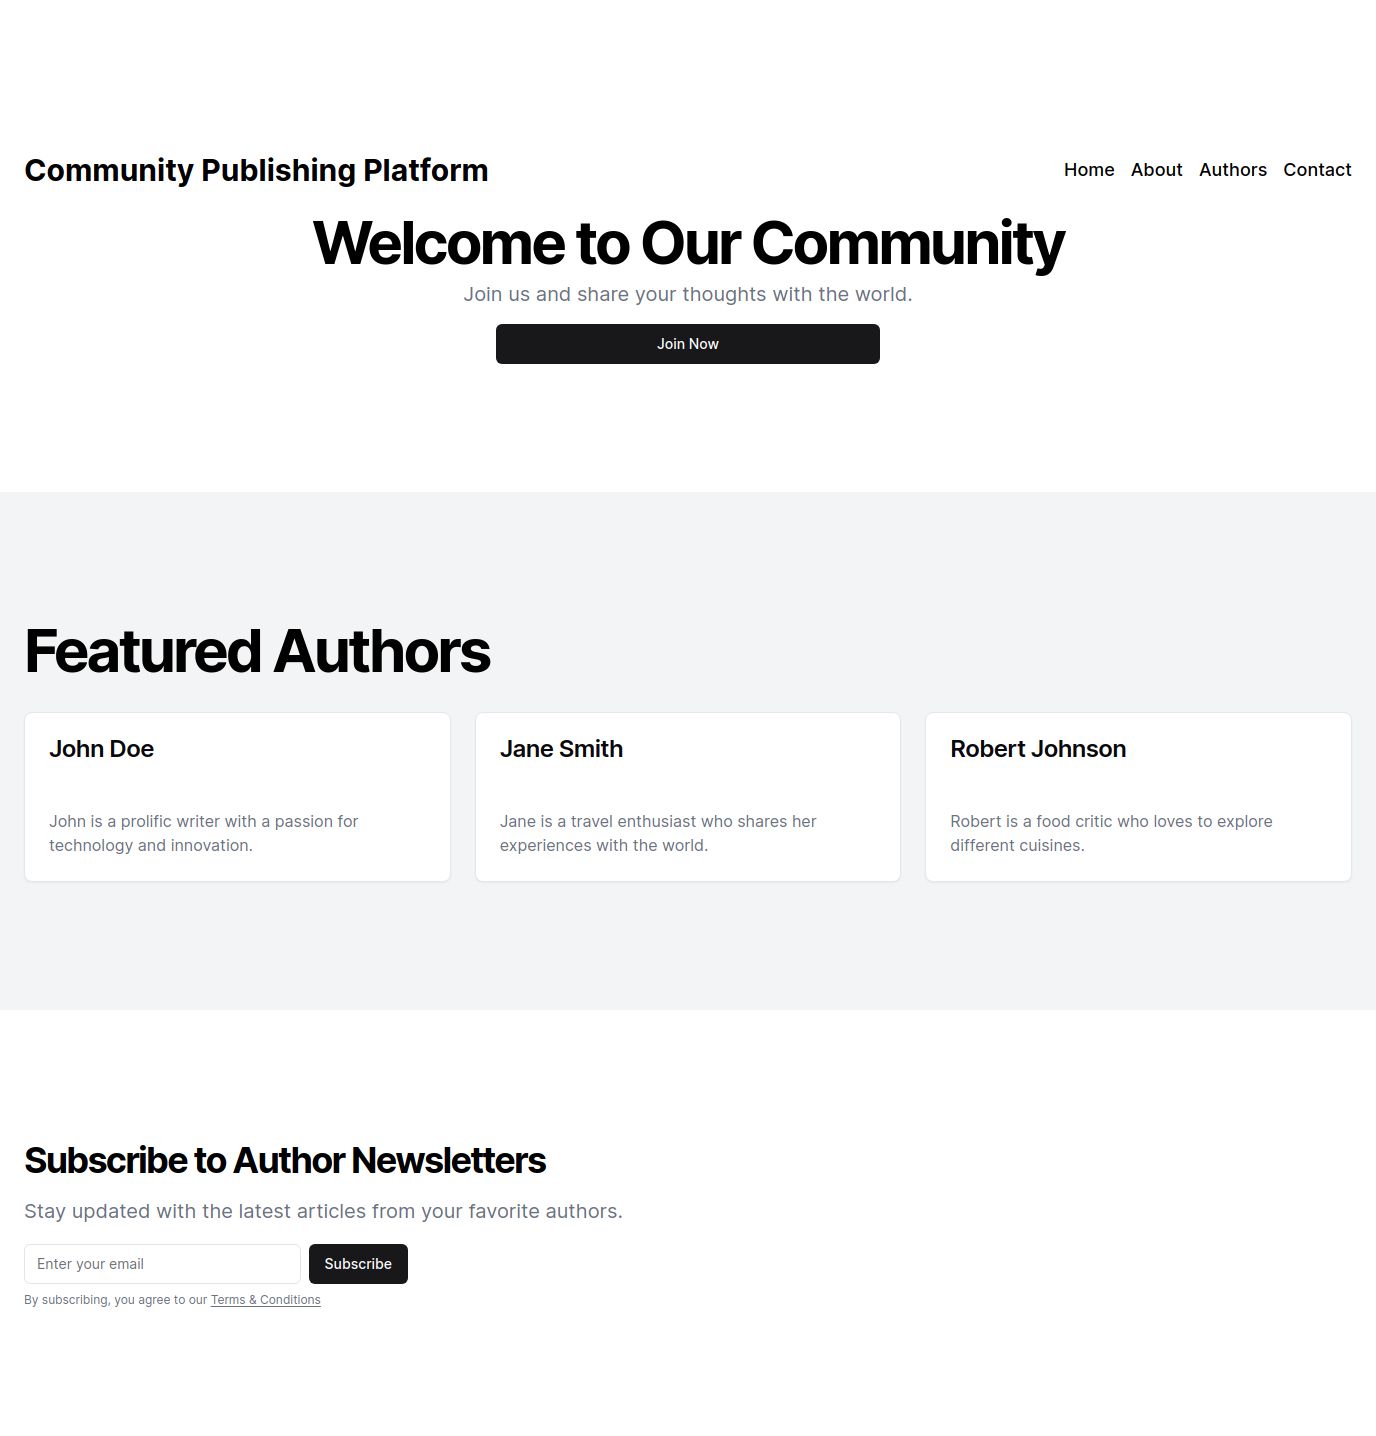 Community Publishing Platform
Home About Authors Contact
Welcome to Our Community
Join us and share your thoughts with the world.
Join Now
Featured Authors
John Doe
John is a prolific writer with a passion for
technology and innovation.
Jane Smith
Jane is a travel enthusiast who shares her
experiences with the world.
Robert Johnson
Robert is a food critic who loves to explore
different cuisines.
Subscribe to Author Newsletters
Stay updated with the latest articles from your favorite authors.
Enter your email
Subscribe
By subscribing, you agree to our Terms & Conditions